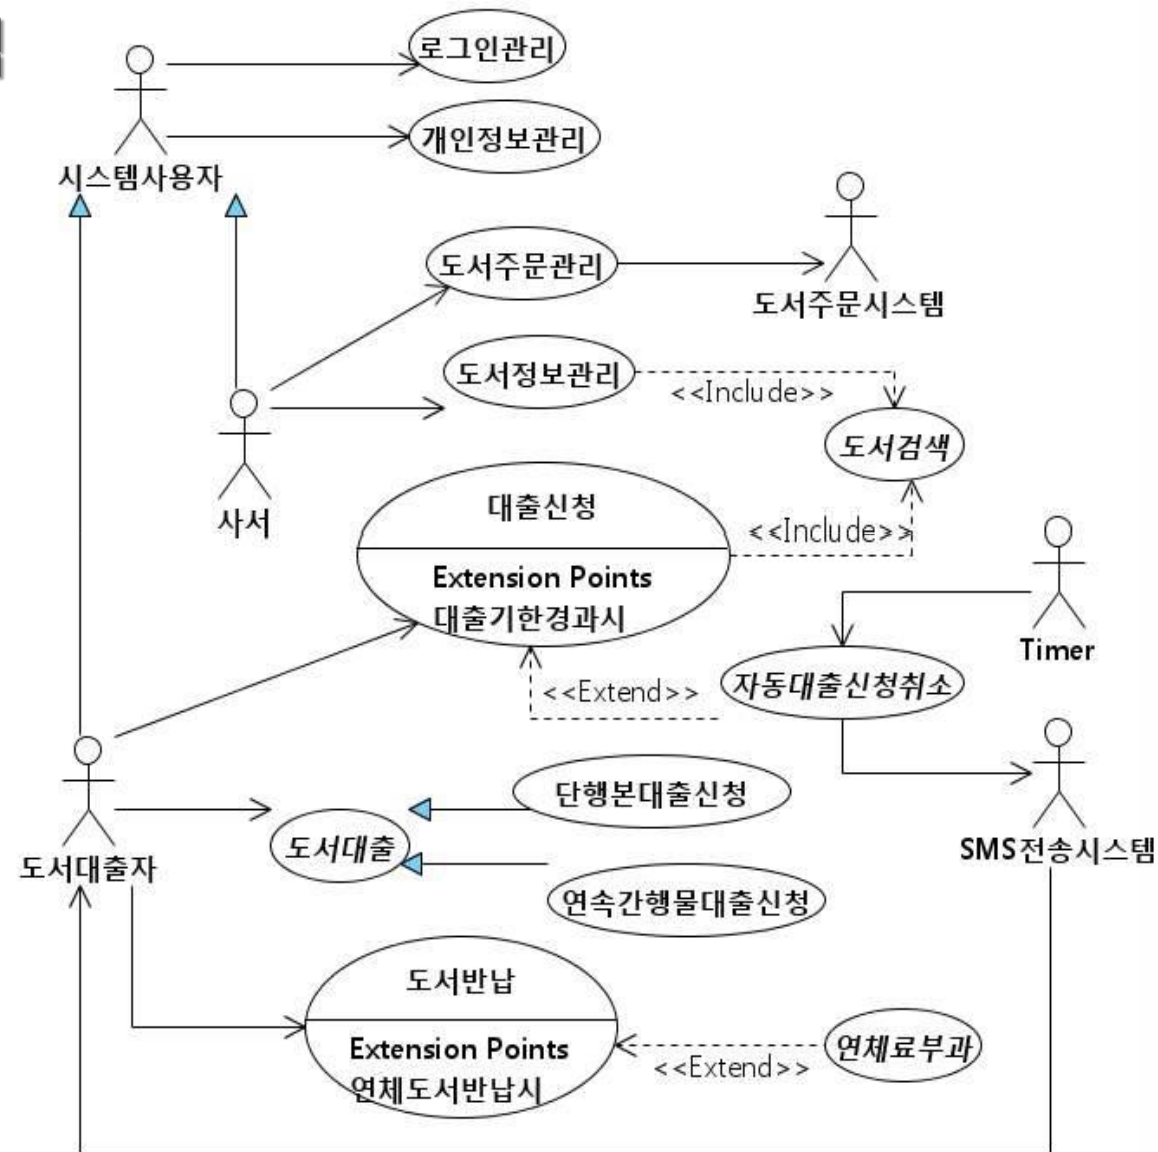 로그인관리
개인정보관리
시스템사용자
도서주문관리
도서주문시스템
도서정보관리
<<Include>>
도서검색
사서
대출신청
<<Include>>
Extension Points
대출기한경과시
Timer
<<Extend>>
자동대출신청취소
단행본대출신청
도서대출
SMS전송시스템
도서대출자
연속간행물대출신청
도서반납
Extension Points
연체도서반납시
연체료부과
<<Extend>>